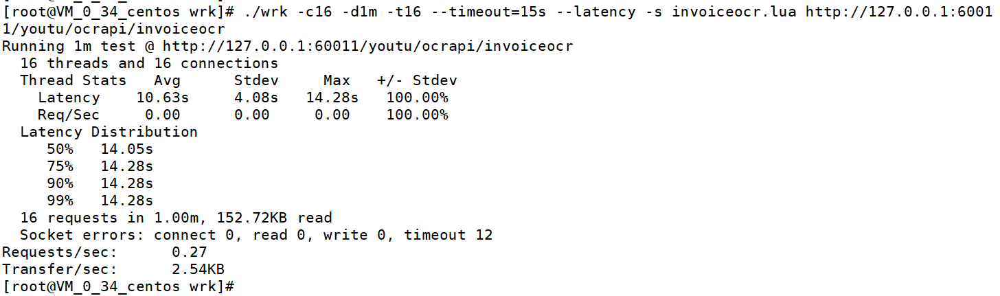 [root@VM_0_34_centos wrk]# ./wrk -c16 -d1m -t16 --timeout=15s --latency -s invoiceocr.lua http://127.0.0.1:6001
1/youtu/ocrapi/invoiceocr
Running 1m test @ http://127.0.0.1:60011/youtu/ocrapi/invoiceocr
  16 threads and 16 connections
  Thread Stats   Avg      Stdev     Max   +/- Stdev
    Latency    10.63s     4.08s   14.28s   100.00%
    Req/Sec     0.00      0.00     0.00    100.00%
  Latency Distribution
     50%   14.05s
     75%   14.28s
     90%   14.28s
     99%   14.28s
  16 requests in 1.00m, 152.72KB read
  Socket errors: connect 0, read 0, write 0, timeout 12
Requests/sec:      0.27
Transfer/sec:      2.54KB
[root@VM_0_34_centos wrk]#